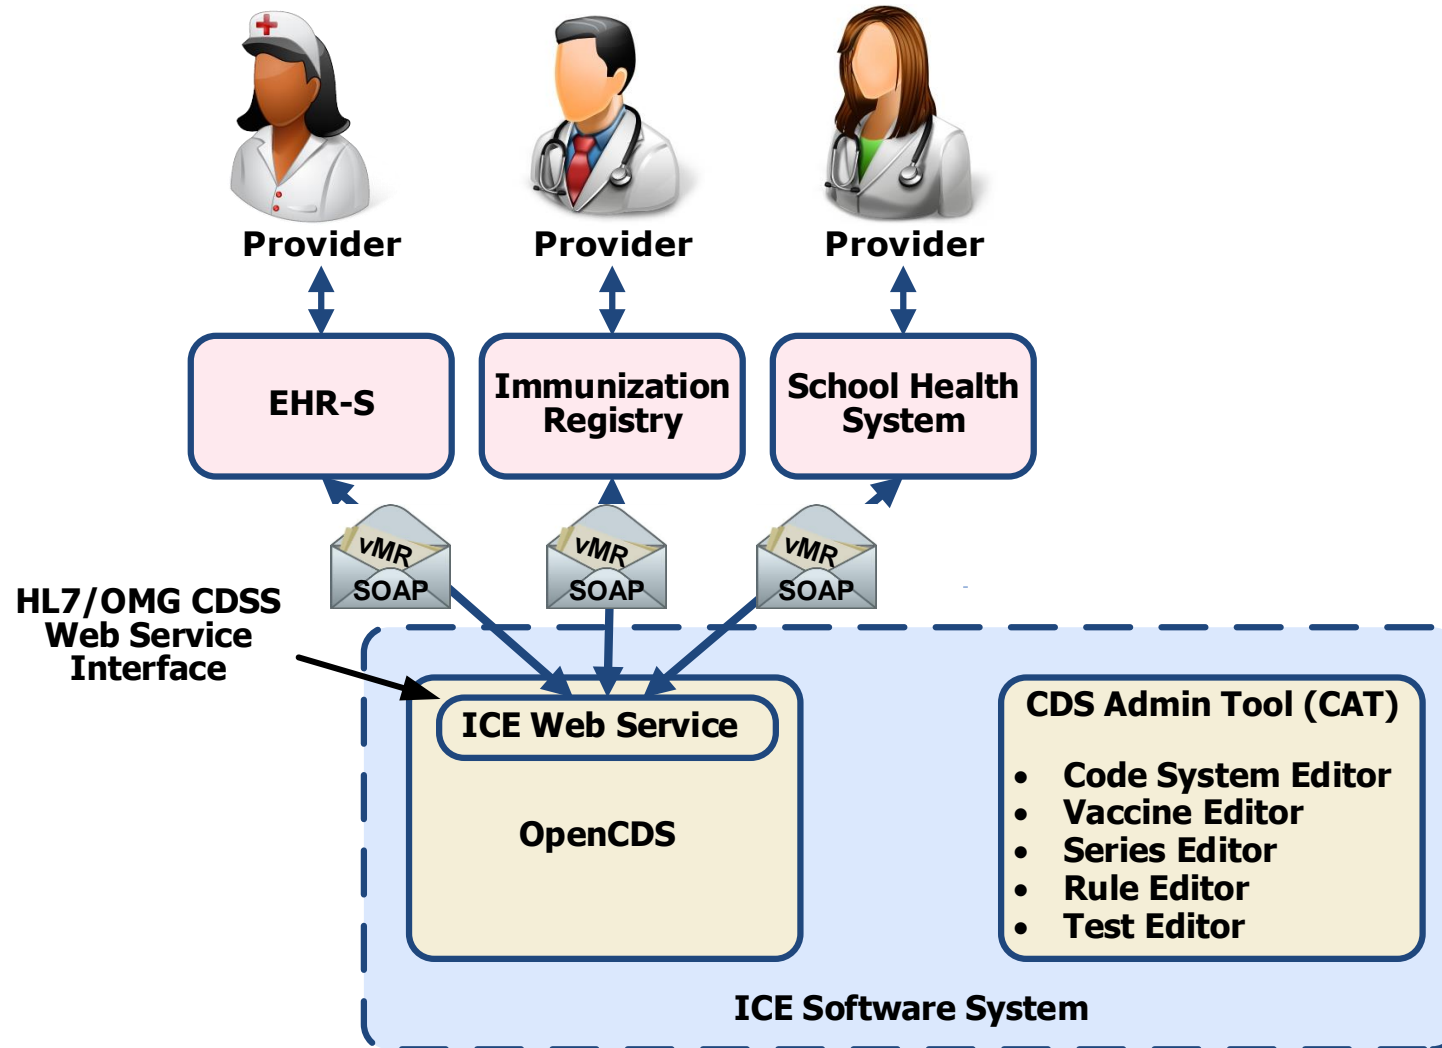 Provider
Provider
Provider
EHR-S
Immunization
Registry
School Health
System
vMR
SOAP
vMR
SOAP
vMR
SOAP
HL7/OMG CDSS
Web Service
Interface
ICE Web Service
OpenCDS
CDS Admin Tool (CAT)
• Code System Editor
• Vaccine Editor
• Series Editor
• Rule Editor
• Test Editor
ICE Software System